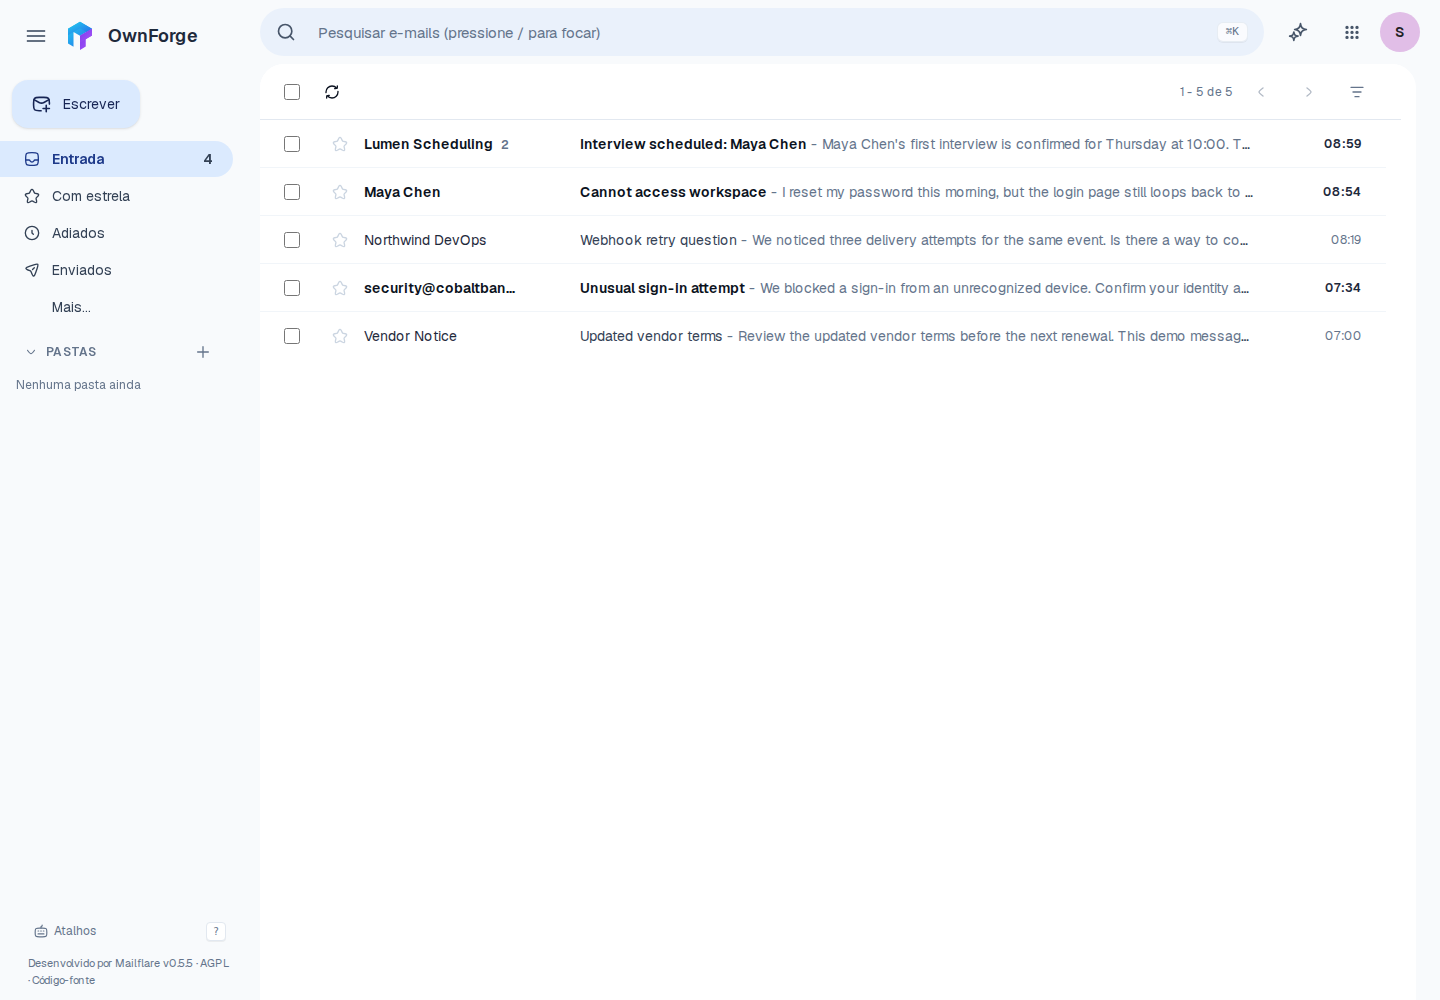 OwnForge
Pesquisar e-mails (pressione / para focar)
⌘K
S
Escrever
1 - 5 de 5
Entrada 4
Com estrela
Adiados
Enviados
Mais...
PASTAS
Nenhuma pasta ainda
Lumen Scheduling 2 Interview scheduled: Maya Chen - Maya Chen's first interview is confirmed for Thursday at 10:00. T... 08:59
Maya Chen Cannot access workspace - I reset my password this morning, but the login page still loops back to ... 08:54
Northwind DevOps Webhook retry question - We noticed three delivery attempts for the same event. Is there a way to co... 08:19
security@cobaltban... Unusual sign-in attempt - We blocked a sign-in from an unrecognized device. Confirm your identity a... 07:34
Vendor Notice Updated vendor terms - Review the updated vendor terms before the next renewal. This demo messag... 07:00
Atalhos ?
Desenvolvido por Mailflare v0.5.5 · AGPL
· Código-fonte